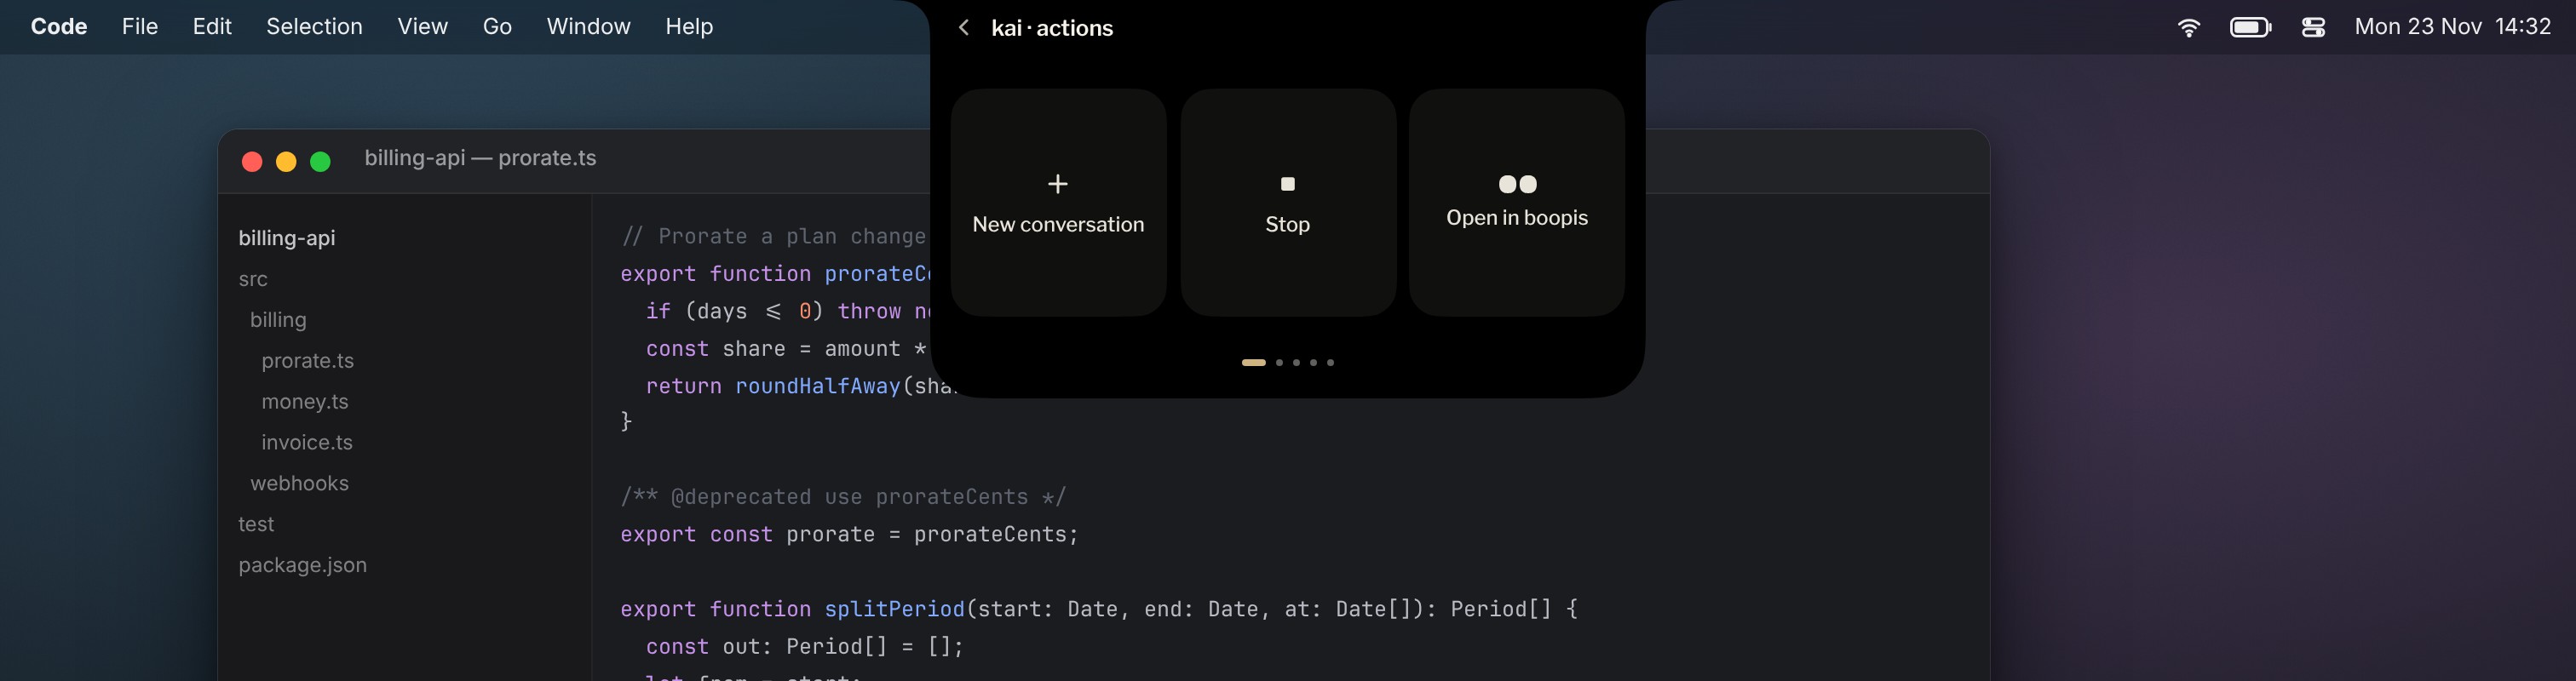 Code File Edit Selection View Go Window Help
Mon 23 Nov 14:32
kai · actions
New conversation
Stop
Open in boopis
billing-api — prorate.ts
billing-api
src
billing
prorate.ts
money.ts
invoice.ts
webhooks
test
package.json
// Prorate a plan change
export function prorateC
if (days <= 0) throw n
const share = amount *
return roundHalfAway(sha
}
/** @deprecated use prorateCents */
export const prorate = prorateCents;
export function splitPeriod(start: Date, end: Date, at: Date[]): Period[] {
const out: Period[] = [];